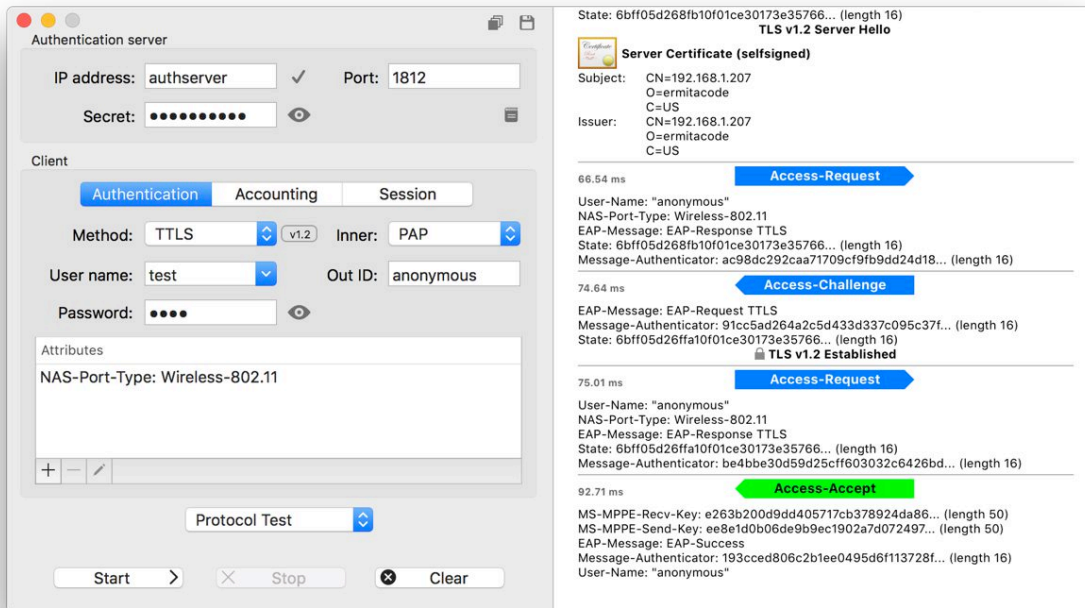 Authentication server
IP address: authserver Port: 1812
Secret: ●●●●●●●●●●
Client
Authentication Accounting Session
Method: TTLS v1.2 Inner: PAP
User name: test Out ID: anonymous
Password: ●●●●
Attributes
NAS-Port-Type: Wireless-802.11
Protocol Test
Start Stop Clear
State: 6bff05d268fb10f01ce30173e35766... (length 16)
TLS v1.2 Server Hello
Certificate
Server Certificate (selfsigned)
Subject: CN=192.168.1.207
O=ermitacode
C=US
Issuer: CN=192.168.1.207
O=ermitacode
C=US
66.54 ms Access-Request
User-Name: "anonymous"
NAS-Port-Type: Wireless-802.11
EAP-Message: EAP-Response TTLS
State: 6bff05d268fb10f01ce30173e35766... (length 16)
Message-Authenticator: ac98dc292caa71709cf9fb9dd24d18... (length 16)
74.64 ms Access-Challenge
EAP-Message: EAP-Request TTLS
Message-Authenticator: 91cc5ad264a2c5d433d337c095c37f... (length 16)
State: 6bff05d26ffa10f01ce30173e35766... (length 16)
TLS v1.2 Established
75.01 ms Access-Request
User-Name: "anonymous"
NAS-Port-Type: Wireless-802.11
EAP-Message: EAP-Response TTLS
State: 6bff05d26ffa10f01ce30173e35766... (length 16)
Message-Authenticator: be4bbe30d59d25cff603032c6426bd... (length 16)
92.71 ms Access-Accept
MS-MPPE-Recv-Key: e263b200d9dd405717cb378924da86... (length 50)
MS-MPPE-Send-Key: ee8e1d0b06de9b9ec1902a7d072497... (length 50)
EAP-Message: EAP-Success
Message-Authenticator: 193cced806c2b1ee0495d6f113728f... (length 16)
User-Name: "anonymous"